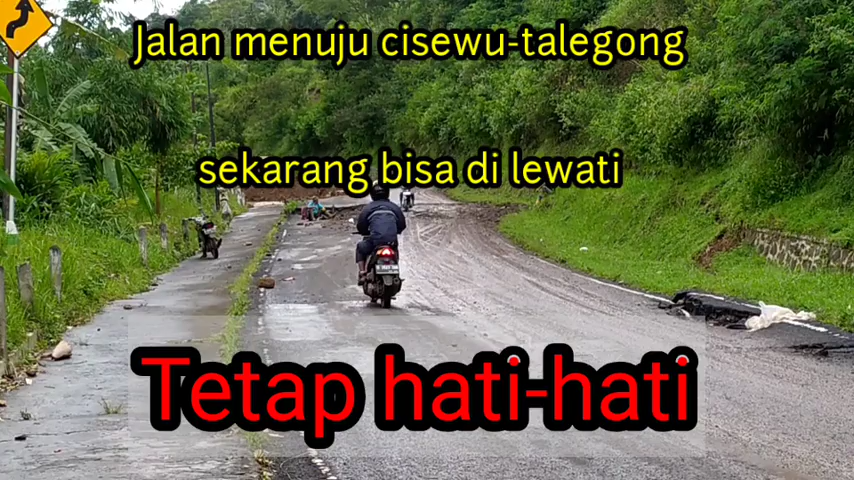 Jalan menuju cisewu-talegong
sekarang bisa di lewati
Tetap hati-hati